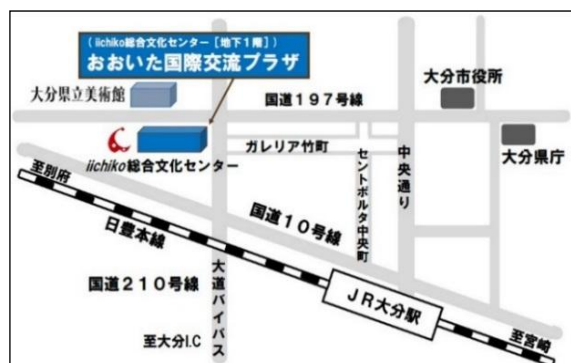 (iichiko総合文化センター[地下1階])
おおいた国際交流プラザ
大分県立美術館
国道197号線
大分市役所
iichiko総合文化センター
ガレリア竹町
セントポルタ中央町
中央通り
大分県庁
至別府
日豊本線
国道10号線
国道210号線
大道バイパス
JR大分駅
至大分I.C
至宮崎